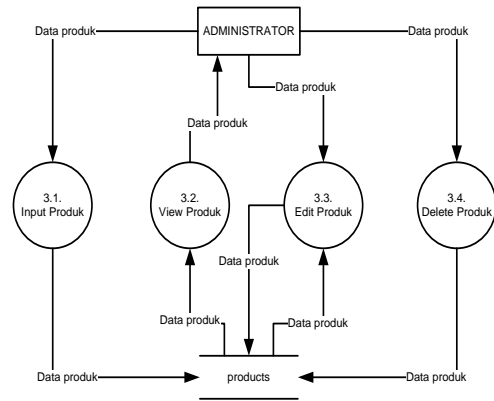 ADMINISTRATOR
Data produk
Data produk
Data produk
Data produk
3.1.
Input Produk
3.2.
View Produk
3.3.
Edit Produk
3.4.
Delete Produk
Data produk
Data produk
Data produk
Data produk
products
Data produk